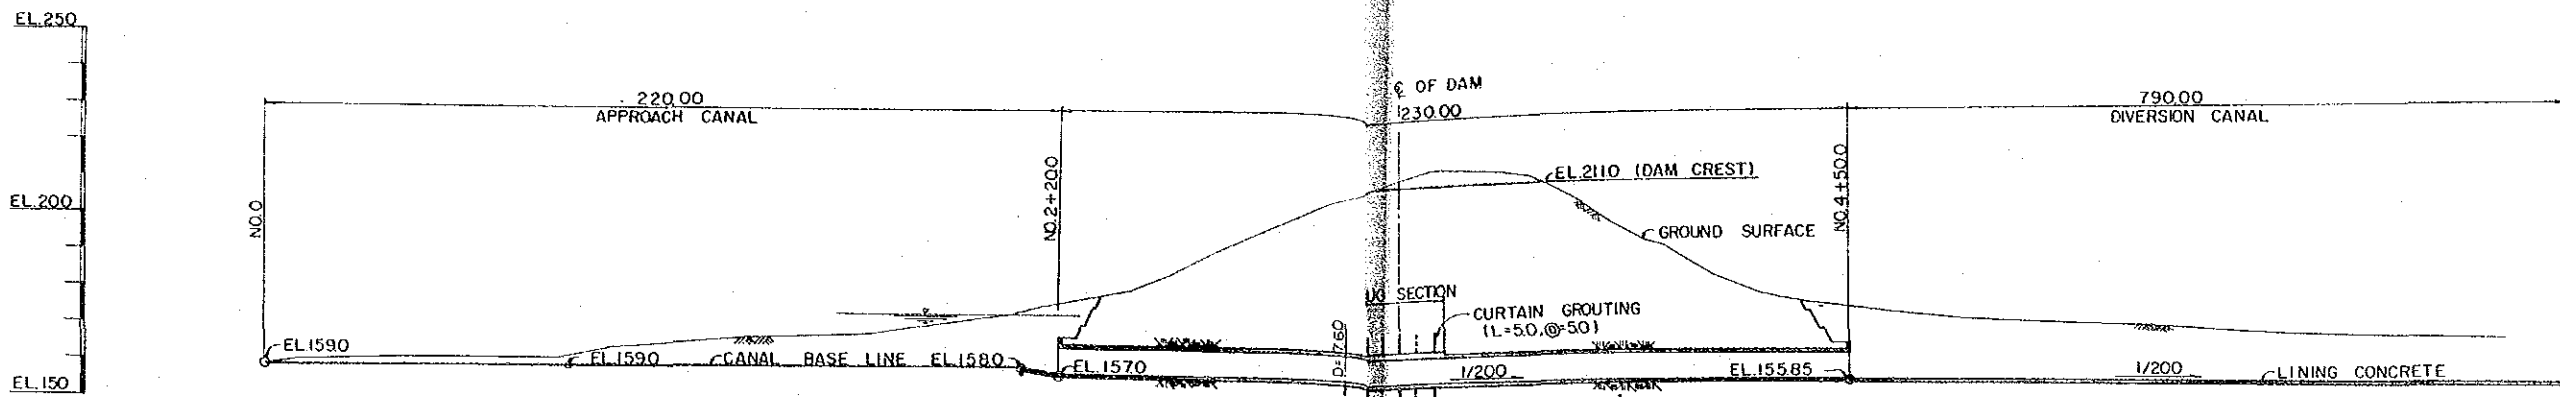 EL.250
EL.200
EL.150
220.00
APPROACH CANAL
℄ OF DAM
230.00
790.00
DIVERSION CANAL
NO.0
NO.2+20.0
NO.4+50.0
EL.211.0 (DAM CREST)
GROUND SURFACE
SECTION
CURTAIN GROUTING
(L=5.0,@=5.0)
EL.159.0
EL.159.0
CANAL BASE LINE
EL.158.0
EL.157.0
D=7.60
1/200
EL.155.85
1/200
LINING CONCRETE